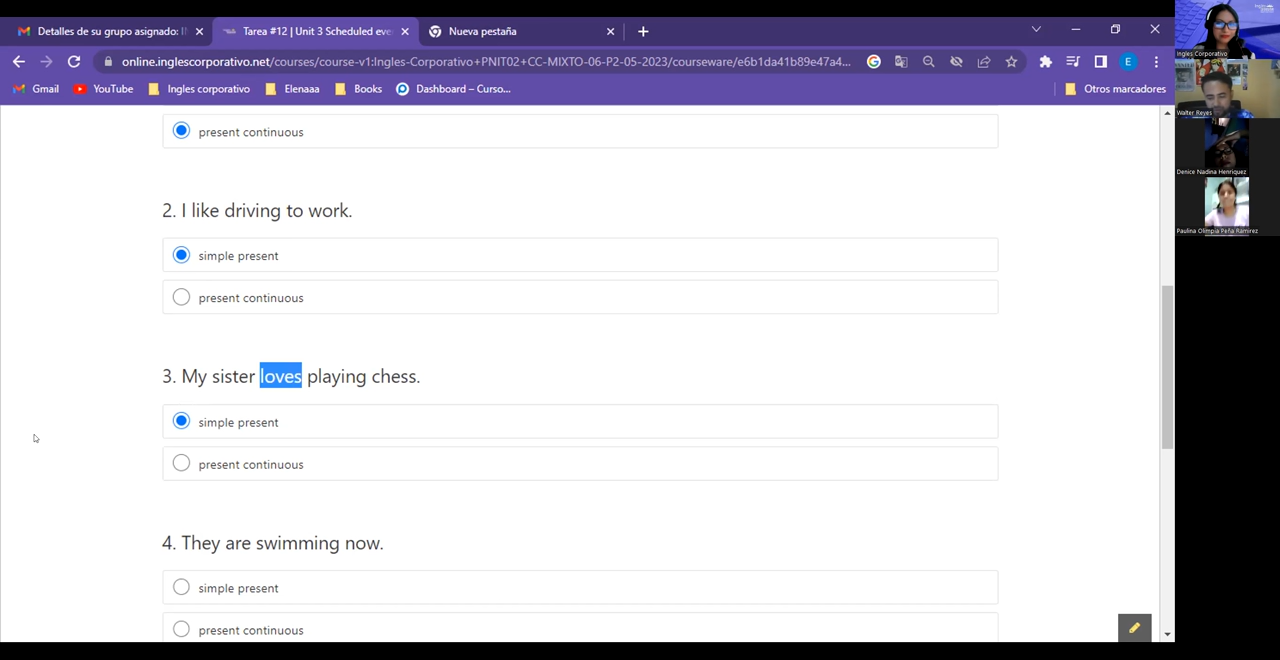 Detalles de su grupo asignado: I
Tarea #12 | Unit 3 Scheduled eve
Nueva pestaña
online.inglescorporativo.net/courses/course-v1:Ingles-Corporativo+PNIT02+CC-MIXTO-06-P2-05-2023/courseware/e6b1da41b89e47a4...
Gmail
YouTube
Ingles corporativo
Elenaaa
Books
Dashboard – Curso...
Otros marcadores
present continuous
2. I like driving to work.
simple present
present continuous
3. My sister loves playing chess.
simple present
present continuous
4. They are swimming now.
simple present
present continuous
Ingles Corporativo
Walter Reyes
Denice Nadina Henriquez
Paulina Olimpia Peña Ramirez